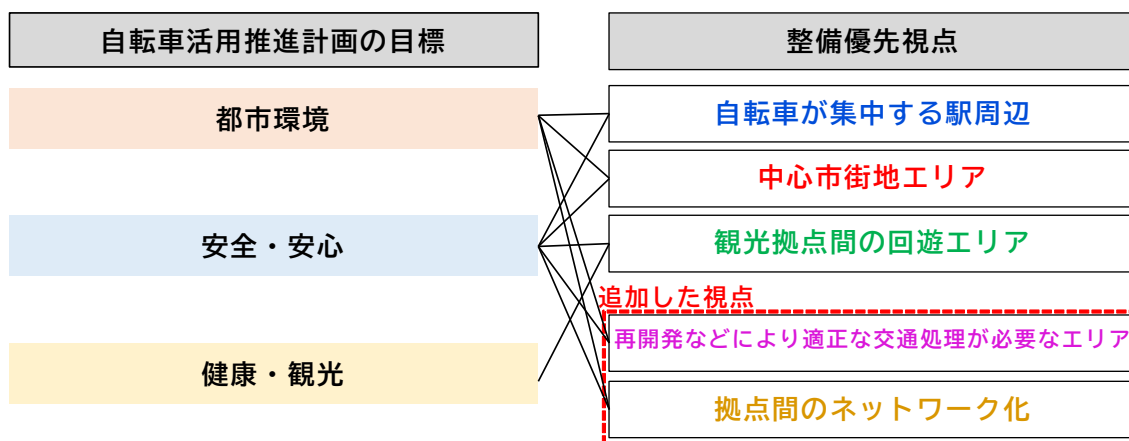 自転車活用推進計画の目標
整備優先視点
都市環境
安全・安心
健康・観光
自転車が集中する駅周辺
中心市街地エリア
観光拠点間の回遊エリア
追加した視点
再開発などにより適正な交通処理が必要なエリア
拠点間のネットワーク化